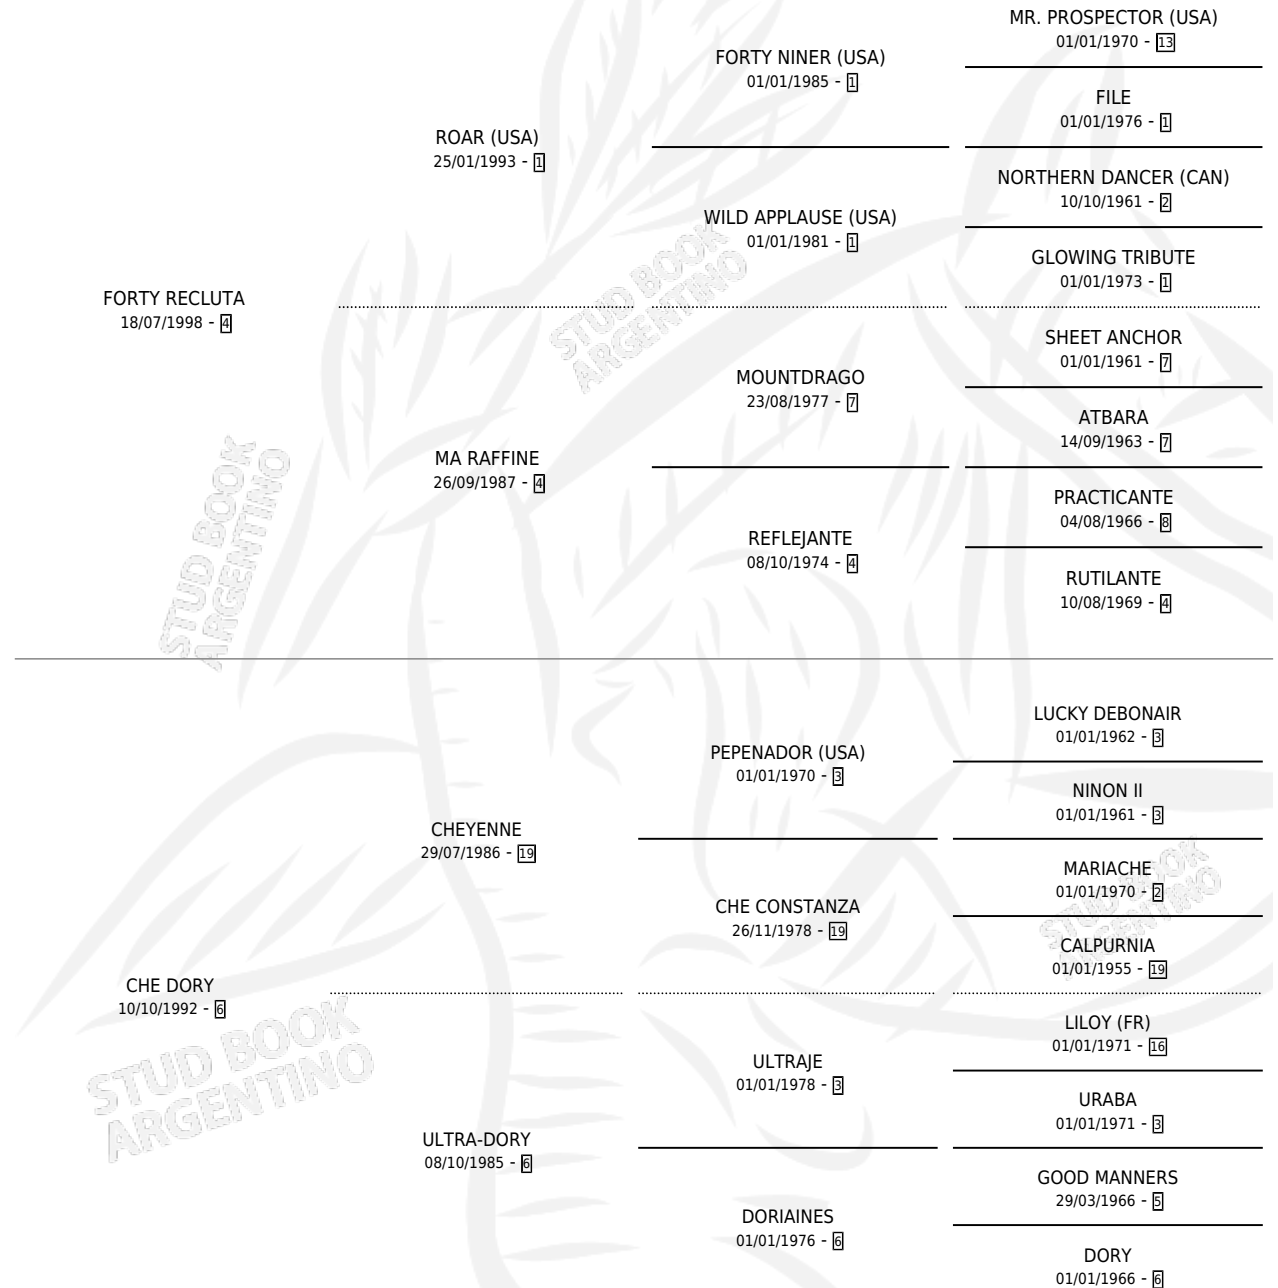 MR. PROSPECTOR (USA)
01/01/1970 - 13
FORTY NINER (USA)
01/01/1985 - 1
FILE
01/01/1976 - 1
ROAR (USA)
25/01/1993 - 1
NORTHERN DANCER (CAN)
10/10/1961 - 2
WILD APPLAUSE (USA)
01/01/1981 - 1
GLOWING TRIBUTE
01/01/1973 - 1
FORTY RECLUTA
18/07/1998 - 4
STUD BOOK
ARGENTINO
SHEET ANCHOR
01/01/1961 - 7
MOUNTDRAGO
23/08/1977 - 7
ATBARA
14/09/1963 - 7
MA RAFFINE
26/09/1987 - 4
PRACTICANTE
04/08/1966 - 8
REFLEJANTE
08/10/1974 - 4
RUTILANTE
10/08/1969 - 4
STUD BOOK
ARGENTINO
LUCKY DEBONAIR
01/01/1962 - 3
PEPENADOR (USA)
01/01/1970 - 3
NINON II
01/01/1961 - 3
CHEYENNE
29/07/1986 - 19
MARIACHE
01/01/1970 - 2
CHE CONSTANZA
26/11/1978 - 19
STUD BOOK
ARGENTINO
CALPURNIA
01/01/1955 - 19
CHE DORY
10/10/1992 - 6
STUD BOOK
ARGENTINO
LILOY (FR)
01/01/1971 - 16
ULTRAJE
01/01/1978 - 3
URABA
01/01/1971 - 3
ULTRA-DORY
08/10/1985 - 6
GOOD MANNERS
29/03/1966 - 5
DORIAINES
01/01/1976 - 6
DORY
01/01/1966 - 6